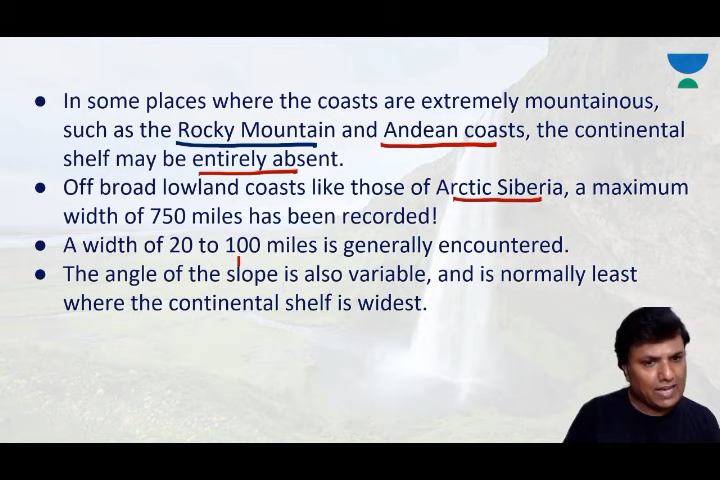 ● In some places where the coasts are extremely mountainous,
such as the Rocky Mountain and Andean coasts, the continental
shelf may be entirely absent.
● Off broad lowland coasts like those of Arctic Siberia, a maximum
width of 750 miles has been recorded!
● A width of 20 to 100 miles is generally encountered.
● The angle of the slope is also variable, and is normally least
where the continental shelf is widest.